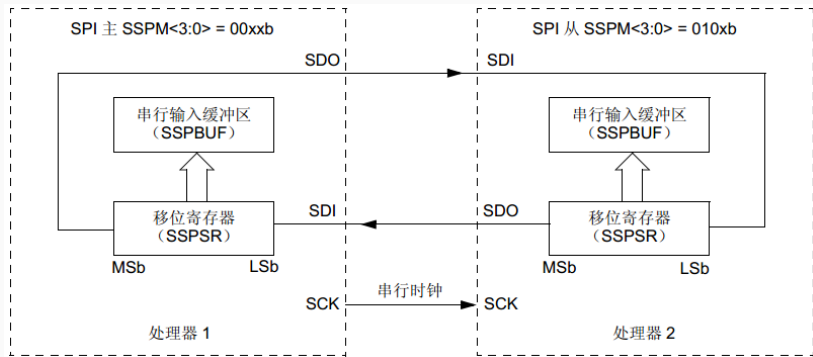 SPI 主 SSPM<3:0> = 00xxb
SPI 从 SSPM<3:0> = 010xb
SDO
SDI
串行输入缓冲区
(SSPBUF)
串行输入缓冲区
(SSPBUF)
移位寄存器
(SSPSR)
SDI
SDO
移位寄存器
(SSPSR)
MSb
LSb
MSb
LSb
SCK
串行时钟
SCK
处理器 1
处理器 2